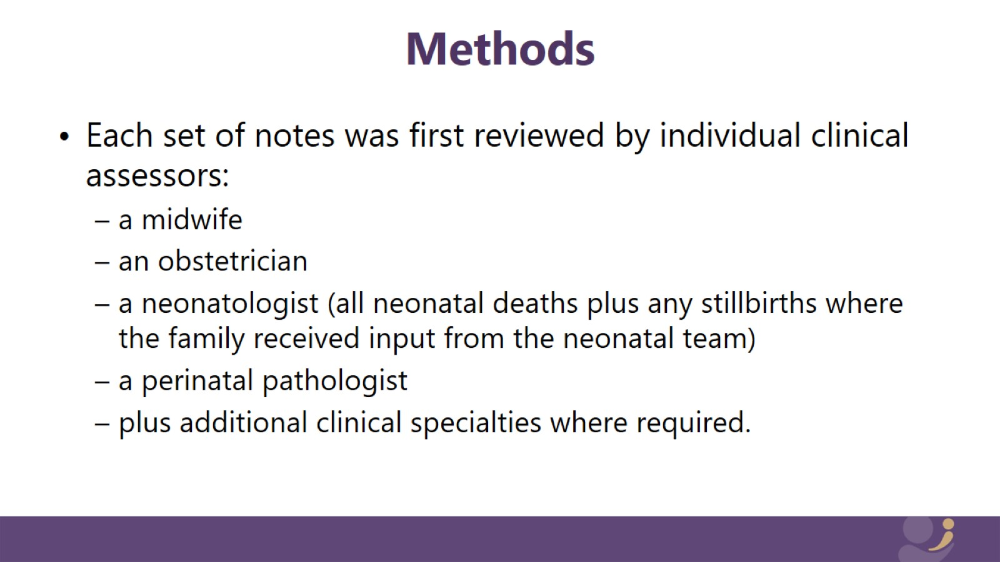 Methods
• Each set of notes was first reviewed by individual clinical
assessors:
– a midwife
– an obstetrician
– a neonatologist (all neonatal deaths plus any stillbirths where
the family received input from the neonatal team)
– a perinatal pathologist
– plus additional clinical specialties where required.